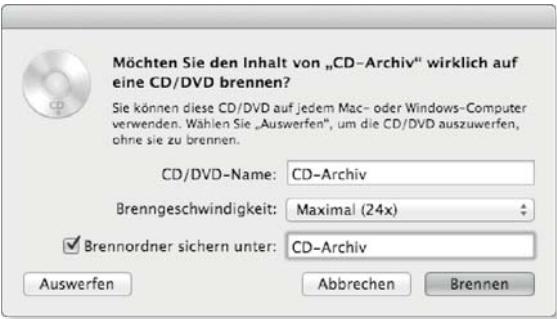 Möchten Sie den Inhalt von „CD-Archiv“ wirklich auf
eine CD/DVD brennen?
Sie können diese CD/DVD auf jedem Mac- oder Windows-Computer
verwenden. Wählen Sie „Auswerfen“, um die CD/DVD auszuwerfen,
ohne sie zu brennen.
CD/DVD-Name: CD-Archiv
Brenngeschwindigkeit: Maximal (24x)
Brennordner sichern unter: CD-Archiv
Auswerfen Abbrechen Brennen
CD